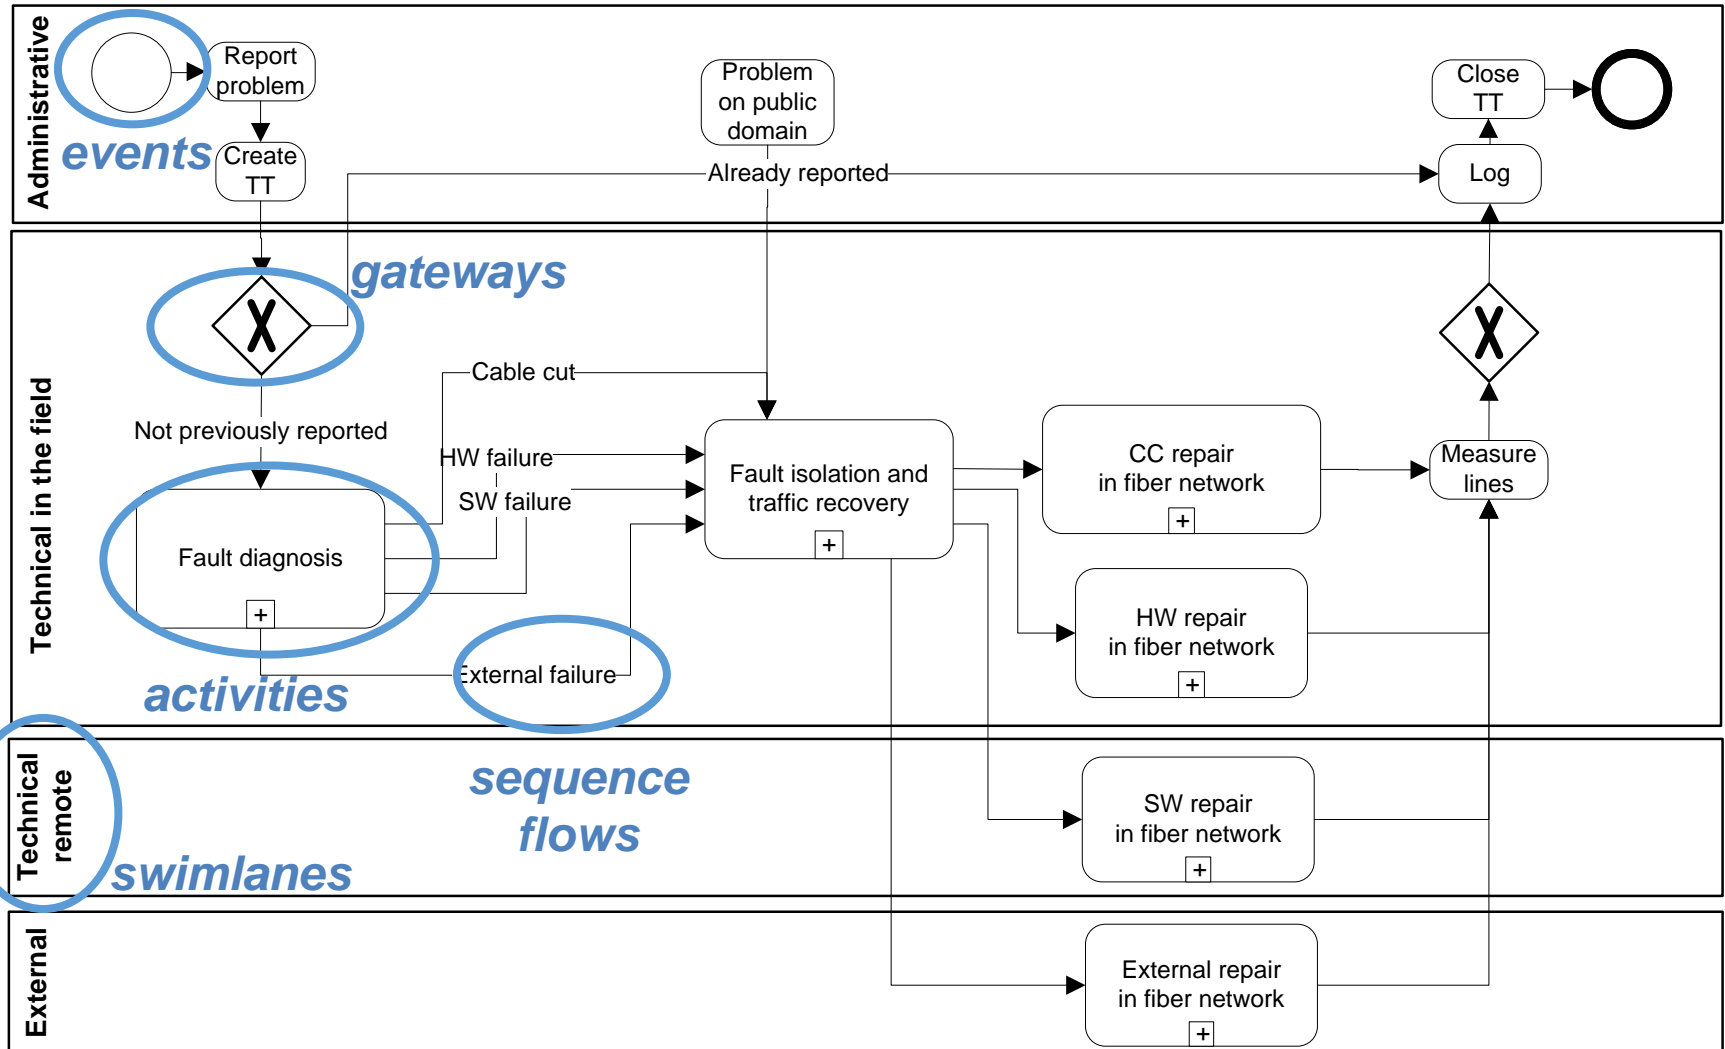 Administrative
Report
problem
events
Create
TT
Problem
on public
domain
Already reported
Close
TT
Log
Technical in the field
gateways
X
X
Not previously reported
Cable cut
HW failure
SW failure
Fault diagnosis
+
External failure
activities
Fault isolation and
traffic recovery
+
CC repair
in fiber network
+
Measure
lines
HW repair
in fiber network
+
Technical
remote
swimlanes
sequence
flows
SW repair
in fiber network
+
External
External repair
in fiber network
+